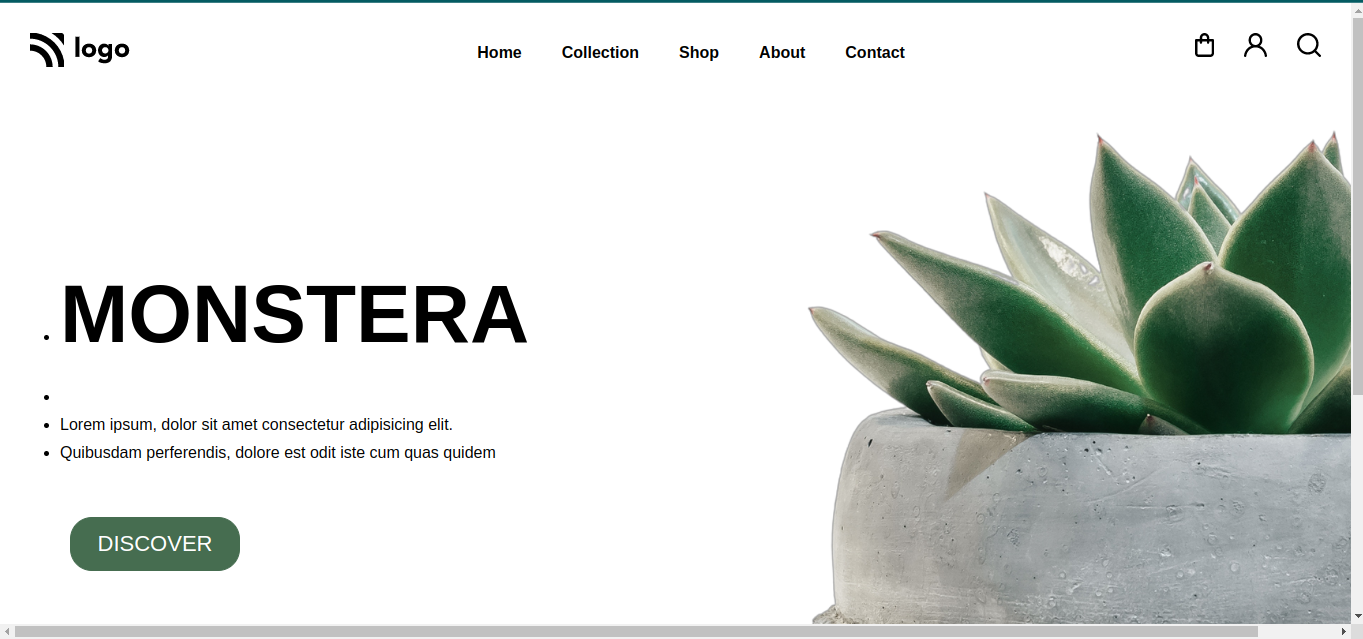 logo
Home Collection Shop About Contact
MONSTERA
Lorem ipsum, dolor sit amet consectetur adipisicing elit.
Quibusdam perferendis, dolore est odit iste cum quas quidem
DISCOVER